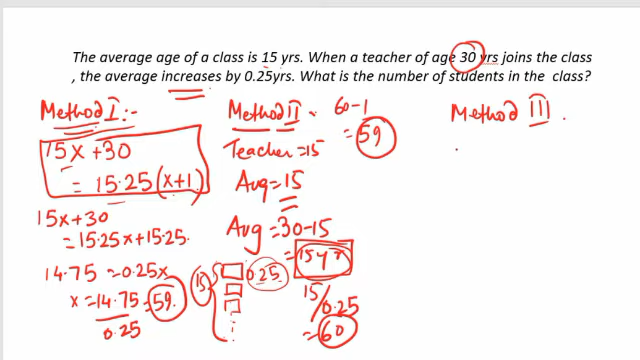 The average age of a class is 15 yrs. When a teacher of age 30 yrs joins the class
, the average increases by 0.25yrs. What is the number of students in the class?
Method I:-
15x+30
= 15.25(x+1)
15x+30
=15.25x+15.25
14.75 =0.25x
x=14.75=59.
0.25
Method II -
60-1
=59
Teacher=15
Avg=15
Avg=30-15
=15yr
15
0.25
15
/0.25
=60
Method III.